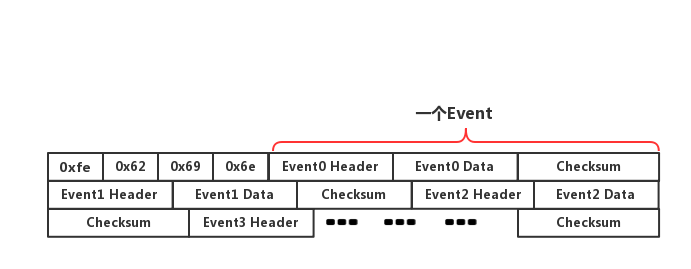 一个Event
0xfe 0x62 0x69 0x6e Event0 Header Event0 Data Checksum
Event1 Header Event1 Data Checksum Event2 Header Event2 Data
Checksum Event3 Header Checksum